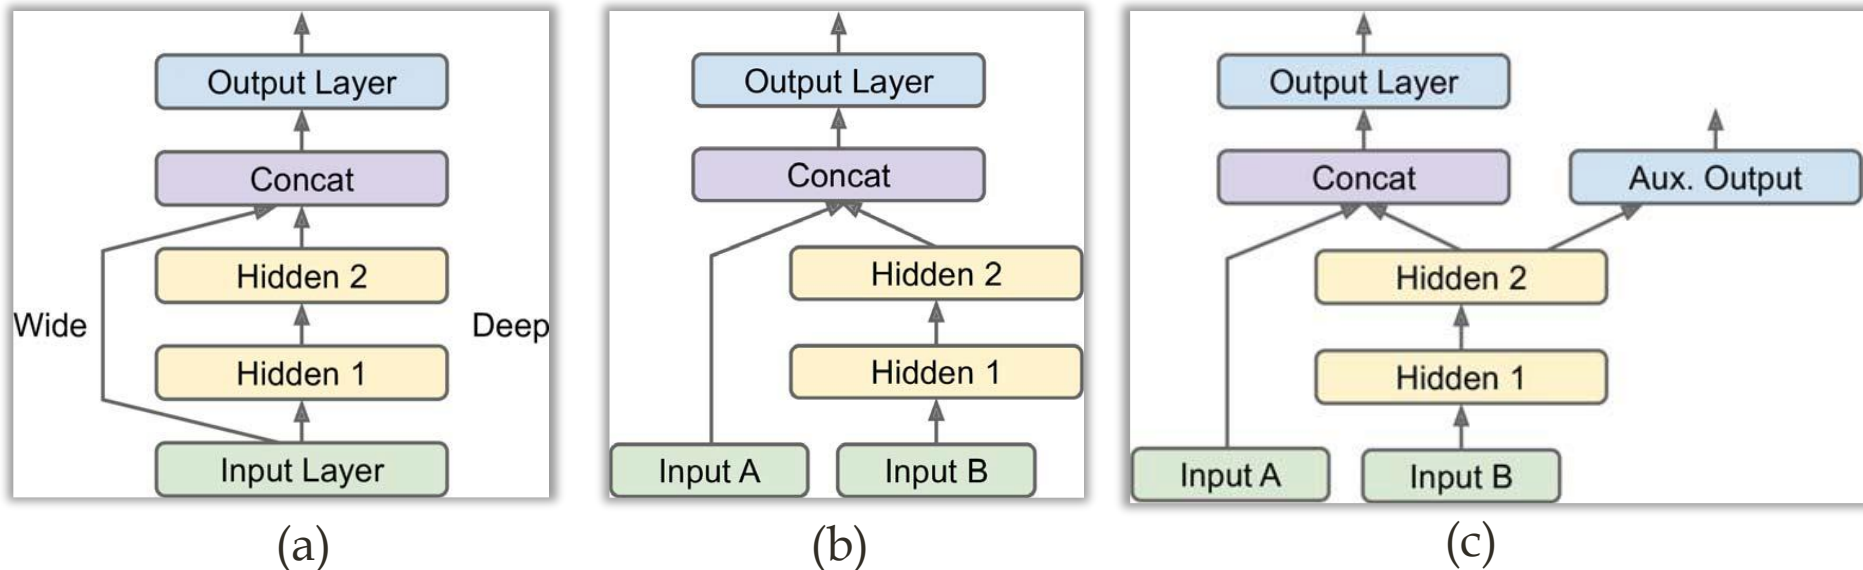 Output Layer
Concat
Hidden 2
Wide
Deep
Hidden 1
Input Layer
(a)
Output Layer
Concat
Hidden 2
Hidden 1
Input A
Input B
(b)
Output Layer
Concat
Aux. Output
Hidden 2
Hidden 1
Input A
Input B
(c)